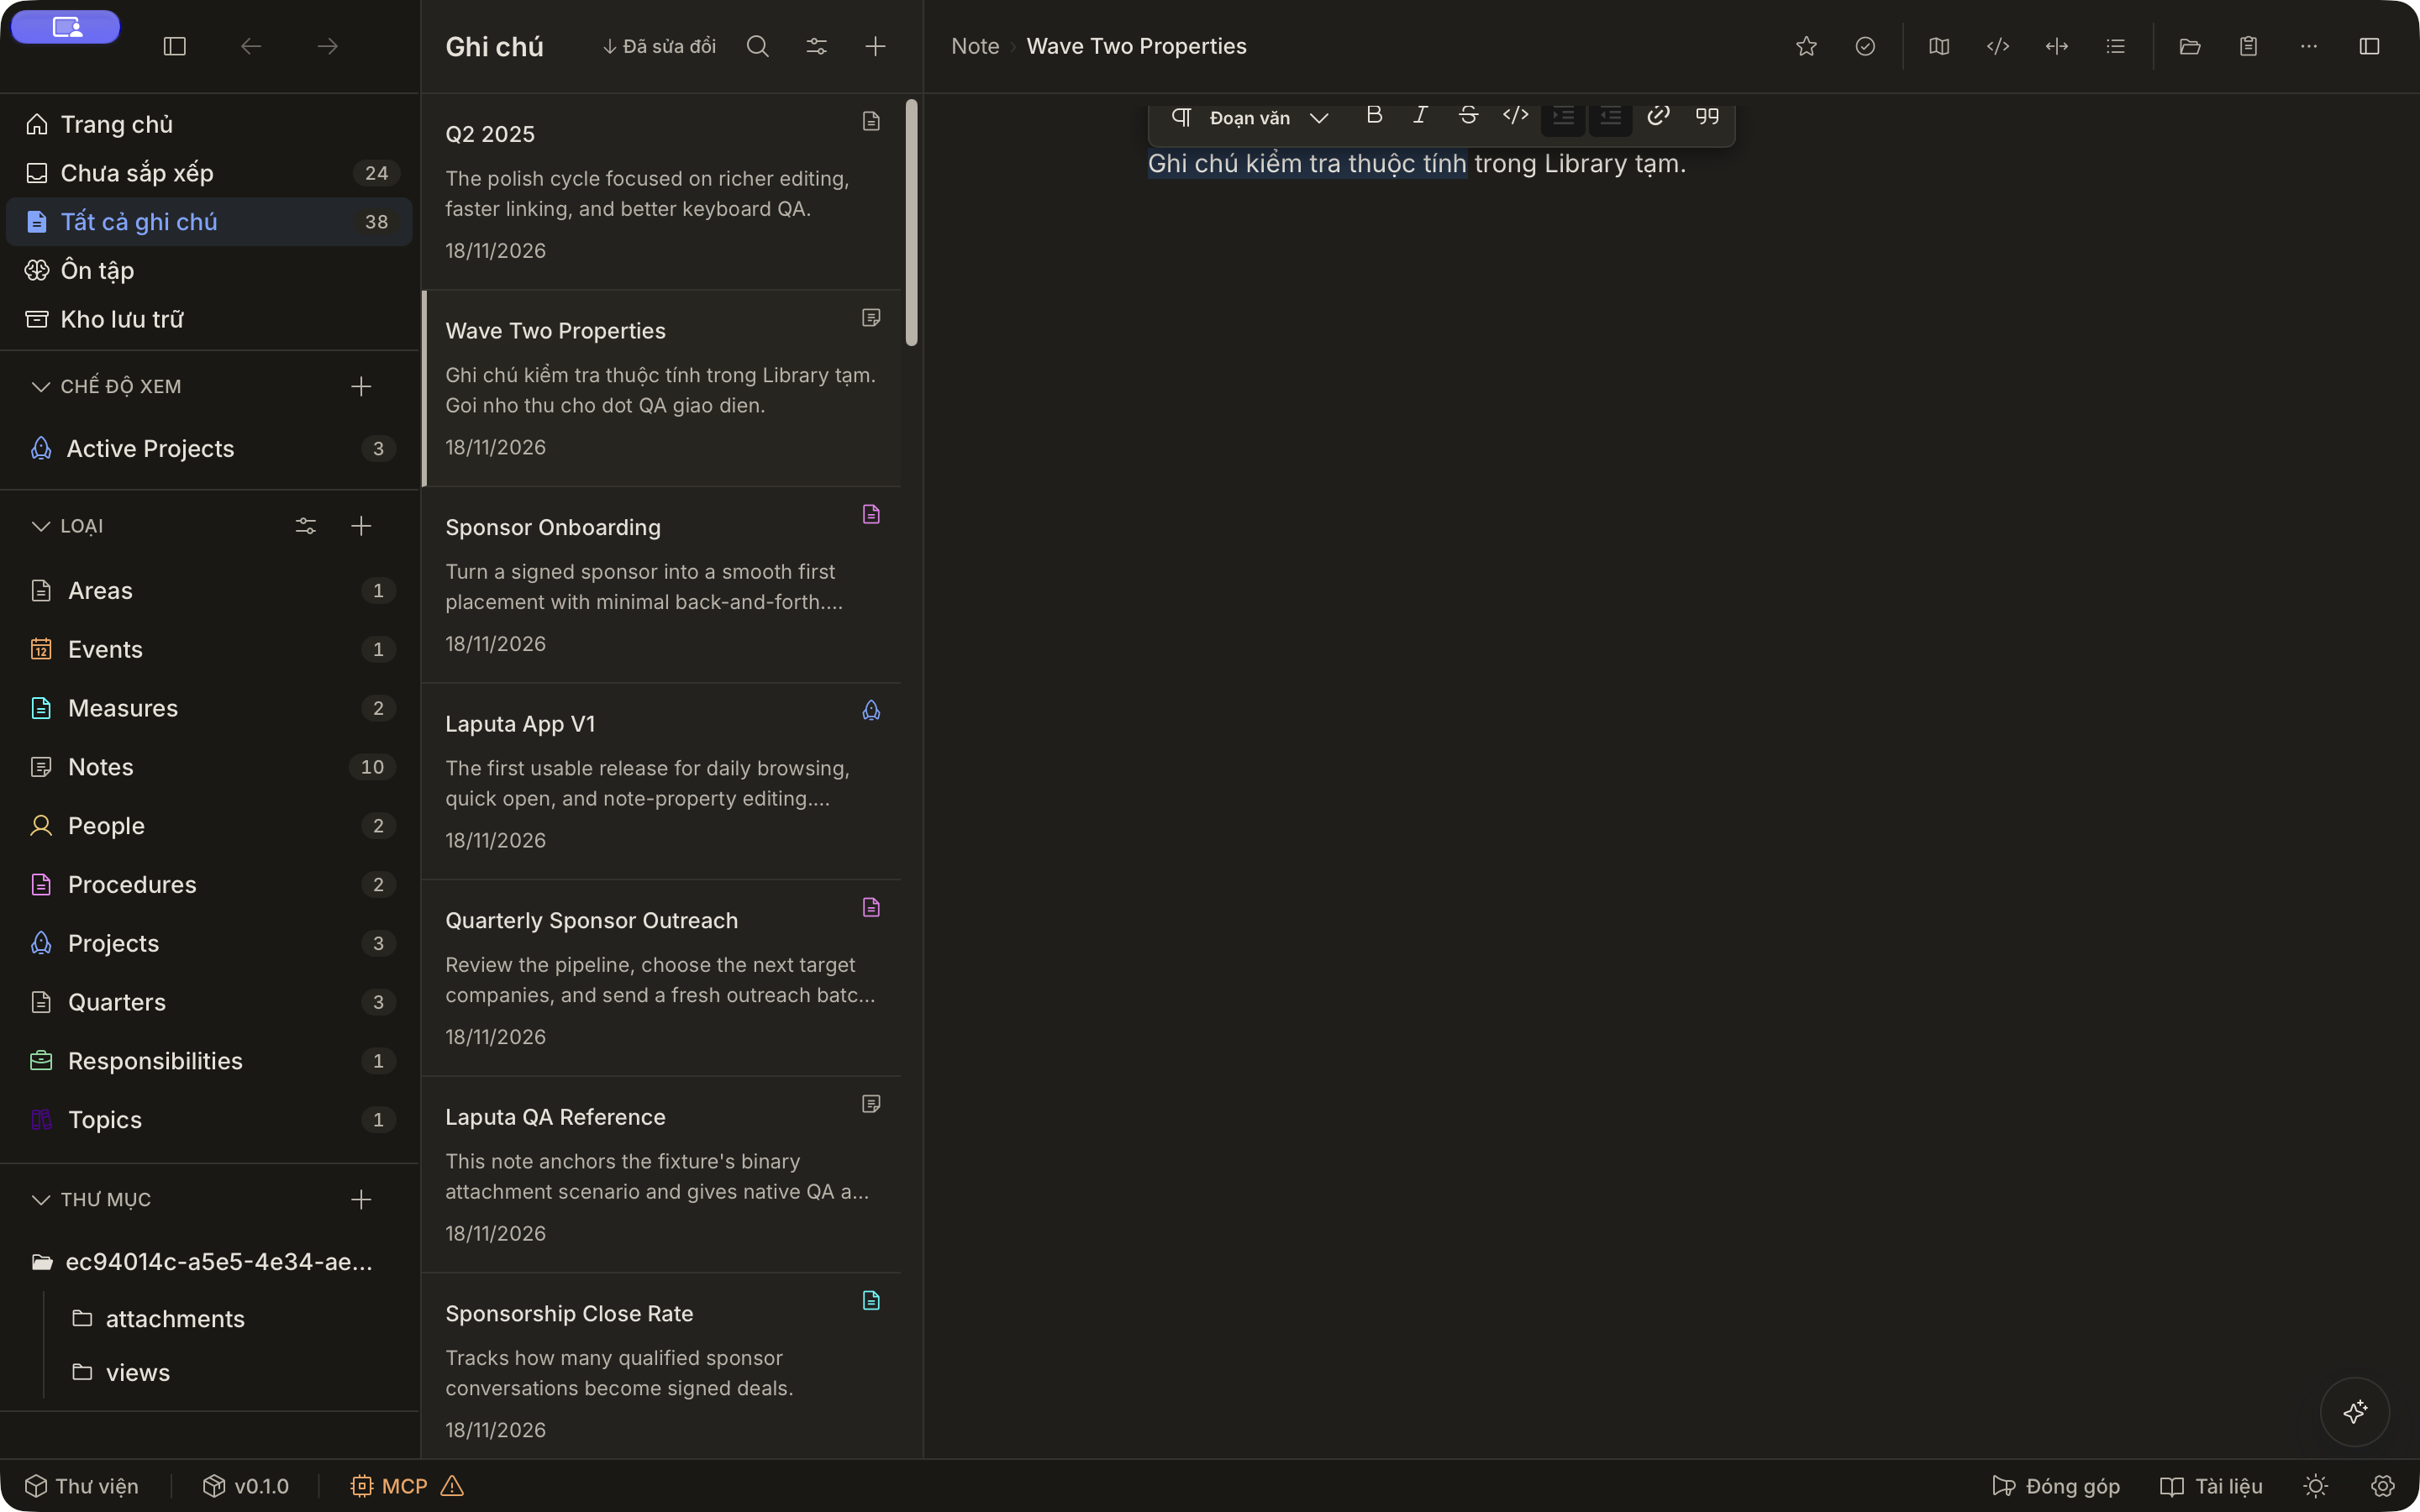 Ghi chú
Đã sửa đổi
Note › Wave Two Properties
Trang chủ
Chưa sắp xếp 24
Tất cả ghi chú 38
Ôn tập
Kho lưu trữ
CHẾ ĐỘ XEM
Active Projects 3
LOẠI
Areas 1
Events 1
Measures 2
Notes 10
People 2
Procedures 2
Projects 3
Quarters 3
Responsibilities 1
Topics 1
THƯ MỤC
ec94014c-a5e5-4e34-ae...
attachments
views
Q2 2025
The polish cycle focused on richer editing,
faster linking, and better keyboard QA.
18/11/2026
Wave Two Properties
Ghi chú kiểm tra thuộc tính trong Library tạm.
Goi nho thu cho dot QA giao dien.
18/11/2026
Sponsor Onboarding
Turn a signed sponsor into a smooth first
placement with minimal back-and-forth....
18/11/2026
Laputa App V1
The first usable release for daily browsing,
quick open, and note-property editing....
18/11/2026
Quarterly Sponsor Outreach
Review the pipeline, choose the next target
companies, and send a fresh outreach batc...
18/11/2026
Laputa QA Reference
This note anchors the fixture's binary
attachment scenario and gives native QA a...
18/11/2026
Sponsorship Close Rate
Tracks how many qualified sponsor
conversations become signed deals.
18/11/2026
Đoạn văn B I S </>
Ghi chú kiểm tra thuộc tính trong Library tạm.
Thư viện
v0.1.0
MCP
Đóng góp
Tài liệu